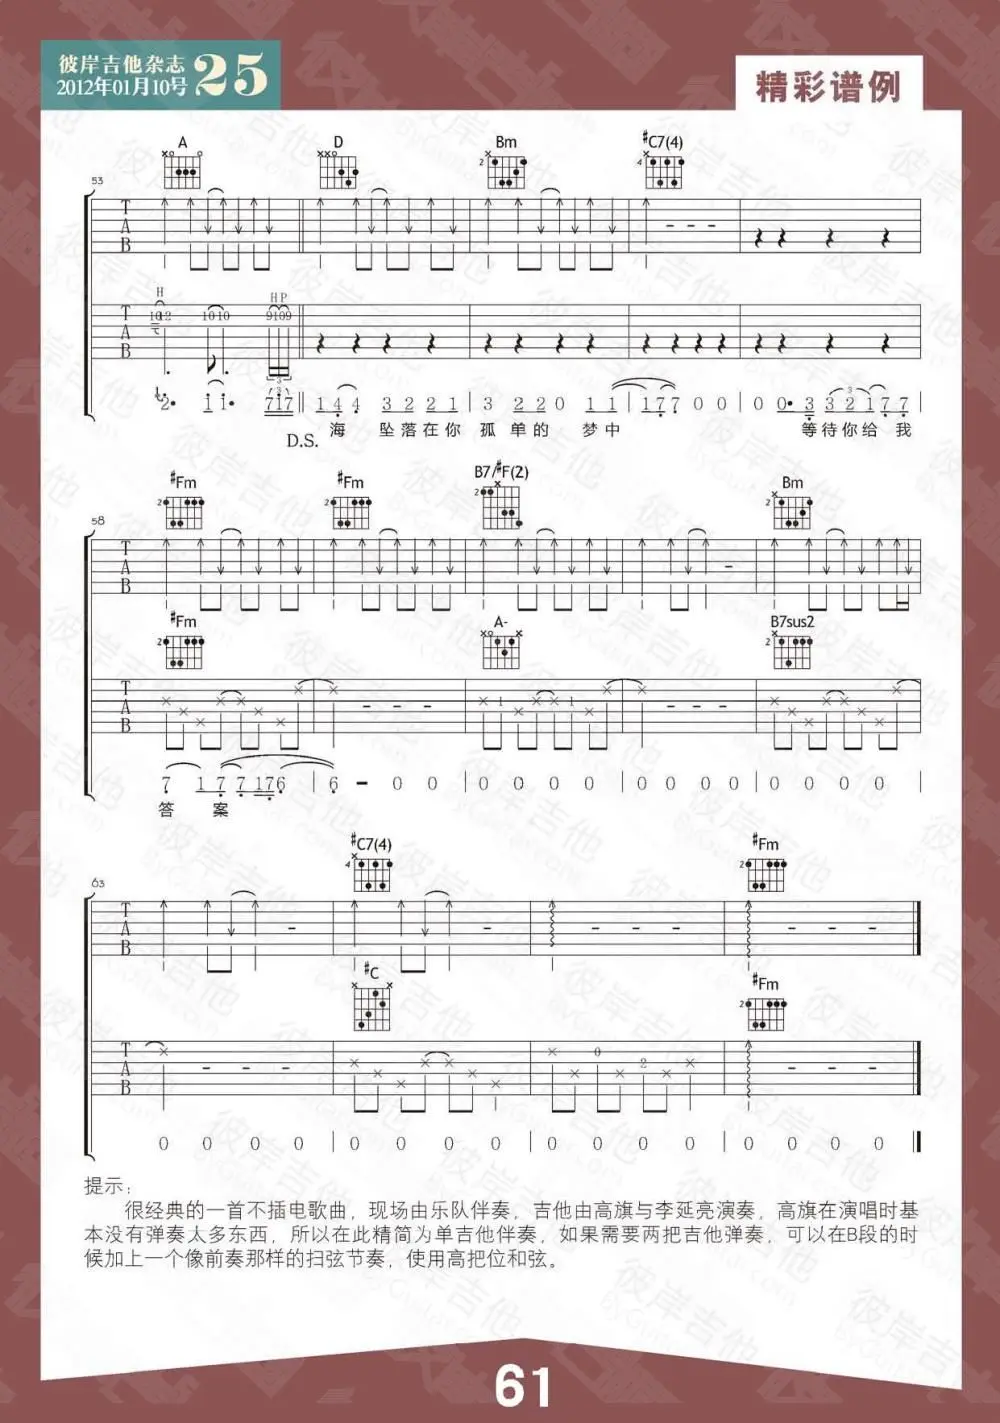 彼岸吉他杂志
2012年01月10号
25
精彩谱例
A D Bm #C7(4)
53
T A B
H H P
1012 1010 9109
T A B
2· 1 1· 717 | 1 4 4 3 2 2 1 | 3 2 2 0 1 1 | 177 0 0 | 0 0· 3 3 2 1 7 7
D.S. 海 坠落在你 孤 单的 梦中 等待你给 我
#Fm #Fm B7/#F(2) Bm
58
T A B
#Fm A- B7sus2
T A B
7 1 7 7 176 | 6 - 0 0 | 0 0 0 0 | 0 0 0 0 | 0 0 0 0 |
答 案
#C7(4) #Fm
63
T A B
#C #Fm
T A B
0 2
0 0 0 0 | 0 0 0 0 | 0 0 0 0 | 0 0 0 0
提示:
很经典的一首不插电歌曲，现场由乐队伴奏，吉他由高旗与李延亮演奏，高旗在演唱时基
本没有弹奏太多东西，所以在此精简为单吉他伴奏，如果需要两把吉他弹奏，可以在B段的时
候加上一个像前奏那样的扫弦节奏，使用高把位和弦。
61